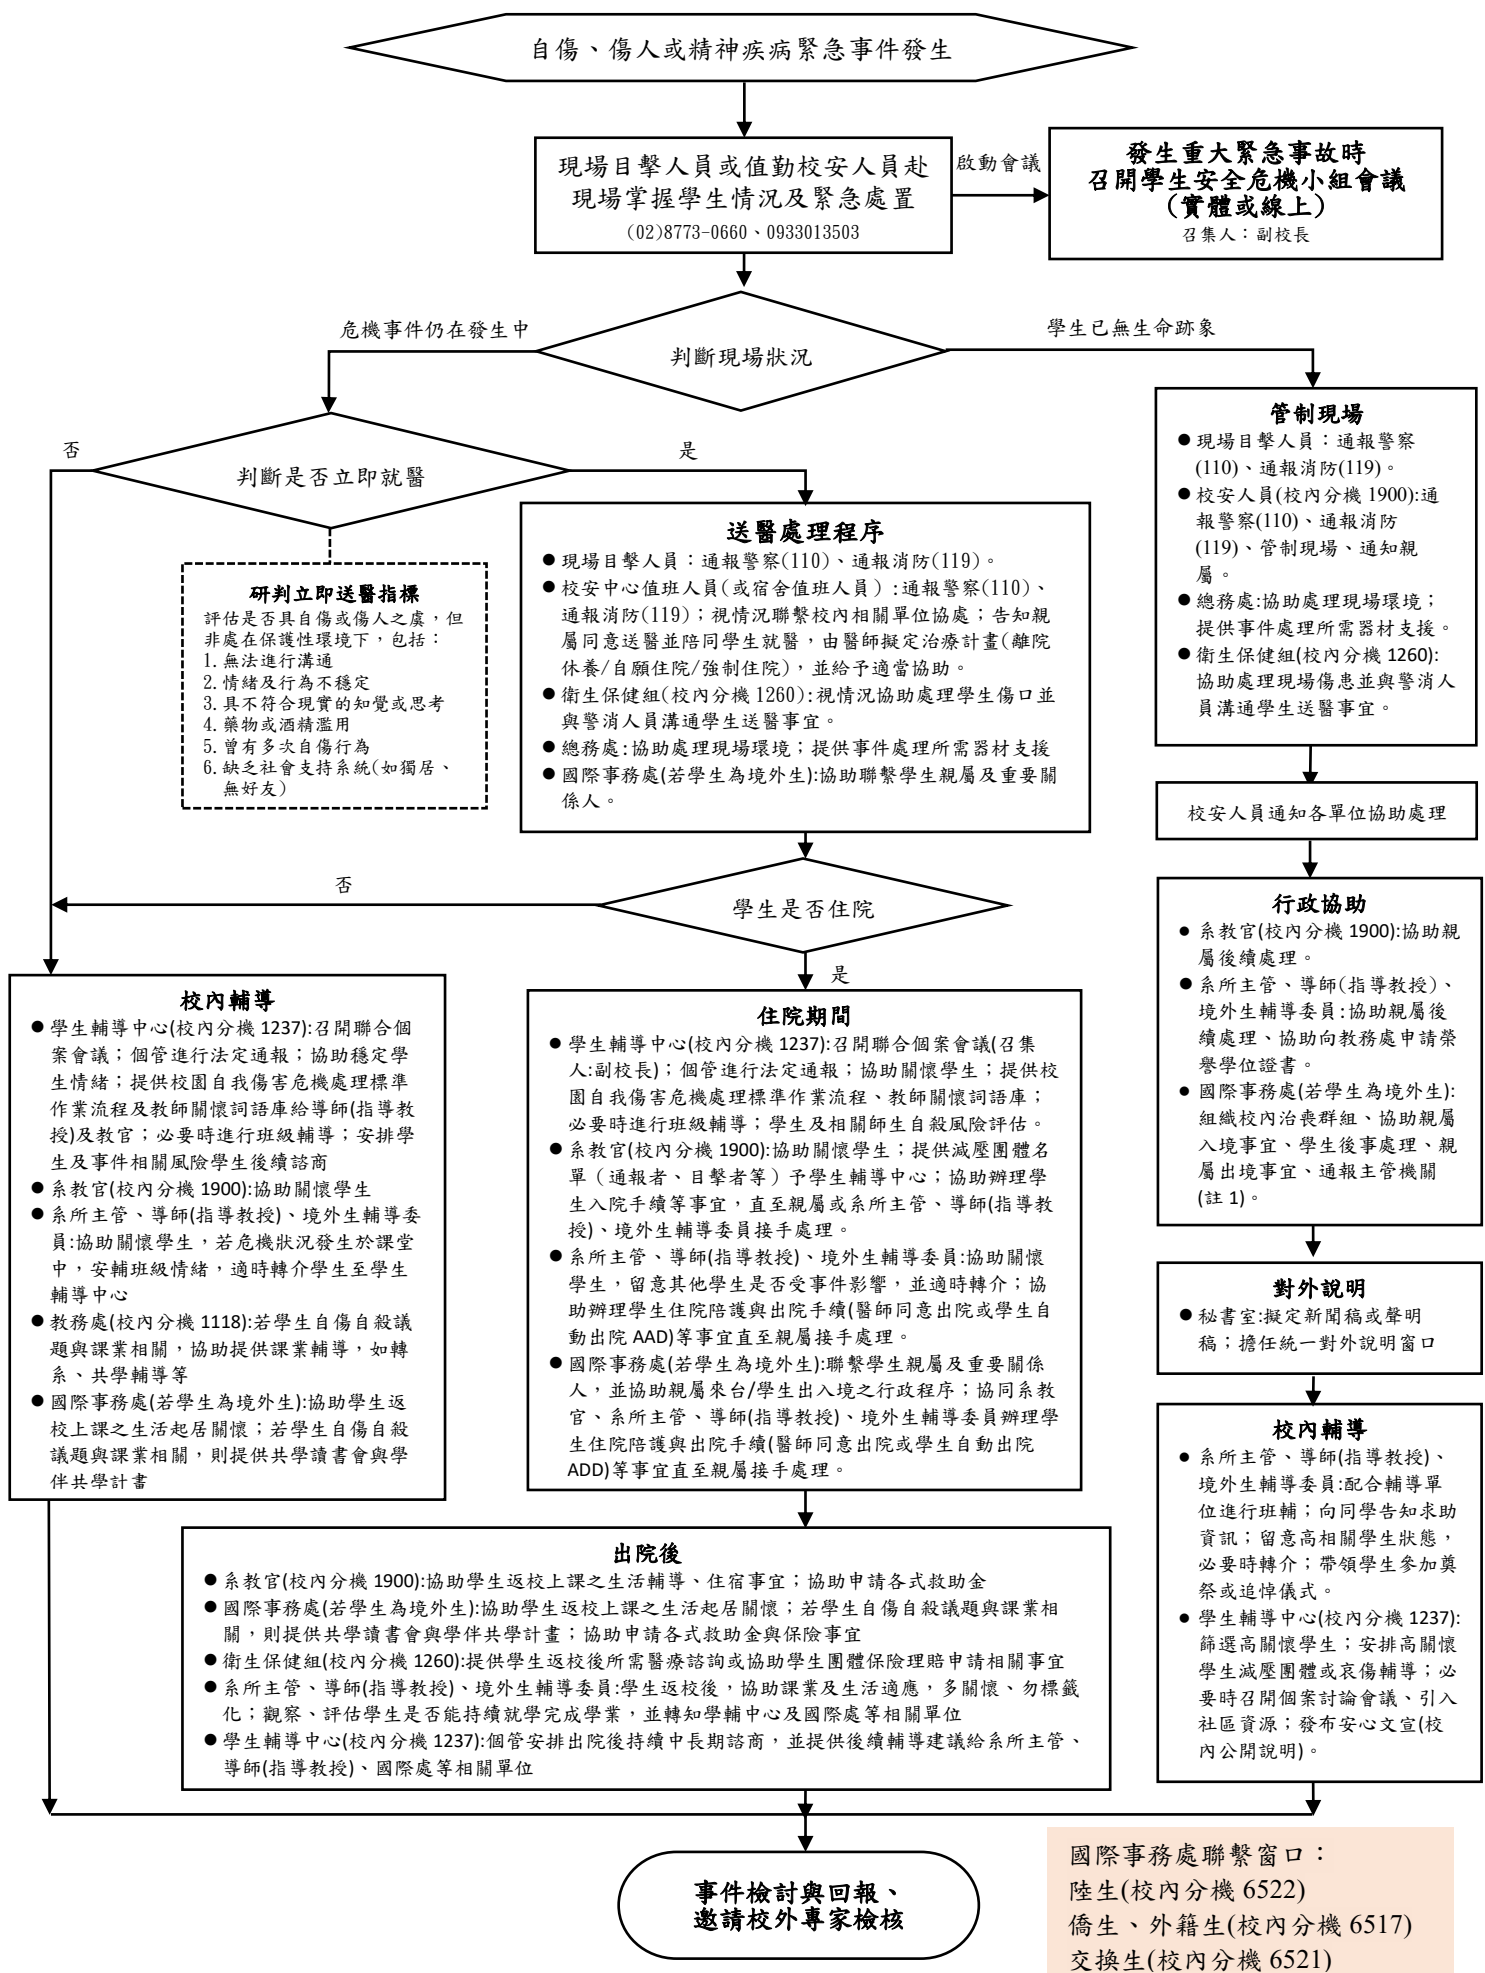 自傷、傷人或精神疾病緊急事件發生
現場目擊人員或值勤校安人員赴
現場掌握學生情況及緊急處置
(02)8773-0660、0933013503
啟動會議
發生重大緊急事故時
召開學生安全危機小組會議
(實體或線上)
召集人：副校長
判斷現場狀況
危機事件仍在發生中
學生已無生命跡象
判斷是否立即就醫
否
是
研判立即送醫指標
評估是否具自傷或傷人之虞，但
非處在保護性環境下，包括：
1.無法進行溝通
2.情緒及行為不穩定
3.具不符合現實的知覺或思考
4.藥物或酒精濫用
5.曾有多次自傷行為
6.缺乏社會支持系統(如獨居、
無好友)
送醫處理程序
●現場目擊人員：通報警察(110)、通報消防(119)。
●校安中心值班人員(或宿舍值班人員):通報警察(110)、
通報消防(119)；視情況聯繫校內相關單位協處；告知親
屬同意送醫並陪同學生就醫，由醫師擬定治療計畫(離院
休養/自願住院/強制住院)，並給予適當協助。
●衛生保健組(校內分機 1260):視情況協助處理學生傷口並
與警消人員溝通學生送醫事宜。
●總務處:協助處理現場環境；提供事件處理所需器材支援
●國際事務處(若學生為境外生):協助聯繫學生親屬及重要關
係人。
學生是否住院
否
是
校內輔導
●學生輔導中心(校內分機 1237):召開聯合個
案會議；個管進行法定通報；協助穩定學
生情緒；提供校園自我傷害危機處理標準
作業流程及教師關懷詞語庫給導師(指導教
授)及教官；必要時進行班級輔導；安排學
生及事件相關風險學生後續諮商
●系教官(校內分機 1900):協助關懷學生
●系所主管、導師(指導教授)、境外生輔導委
員:協助關懷學生，若危機狀況發生於課堂
中，安輔班級情緒，適時轉介學生至學生
輔導中心
●教務處(校內分機 1118):若學生自傷自殺議
題與課業相關，協助提供課業輔導，如轉
系、共學輔導等
●國際事務處(若學生為境外生):協助學生返
校上課之生活起居關懷；若學生自傷自殺
議題與課業相關，則提供共學讀書會與學
伴共學計書
住院期間
●學生輔導中心(校內分機 1237):召開聯合個案會議(召集
人:副校長)；個管進行法定通報；協助關懷學生；提供校
園自我傷害危機處理標準作業流程、教師關懷詞語庫；
必要時進行班級輔導；學生及相關師生自殺風險評估。
●系教官(校內分機 1900):協助關懷學生；提供減壓團體名
單（通報者、目擊者等）予學生輔導中心；協助辦理學
生入院手續等事宜，直至親屬或系所主管、導師(指導教
授)、境外生輔導委員接手處理。
●系所主管、導師(指導教授)、境外生輔導委員:協助關懷
學生，留意其他學生是否受事件影響，並適時轉介；協
助辦理學生住院陪護與出院手續(醫師同意出院或學生自
動出院 AAD)等事宜直至親屬接手處理。
●國際事務處(若學生為境外生):聯繫學生親屬及重要關係
人，並協助親屬來台/學生出入境之行政程序；協同系教
官、系所主管、導師(指導教授)、境外生輔導委員辦理學
生住院陪護與出院手續(醫師同意出院或學生自動出院
ADD)等事宜直至親屬接手處理。
出院後
●系教官(校內分機 1900):協助學生返校上課之生活輔導、住宿事宜；協助申請各式救助金
●國際事務處(若學生為境外生):協助學生返校上課之生活起居關懷；若學生自傷自殺議題與課業相
關，則提供共學讀書會與學伴共學計畫；協助申請各式救助金與保險事宜
●衛生保健組(校內分機 1260):提供學生返校後所需醫療諮詢或協助學生團體保險理賠申請相關事宜
●系所主管、導師(指導教授)、境外生輔導委員:學生返校後，協助課業及生活適應，多關懷、勿標籤
化；觀察、評估學生是否能持續就學完成學業，並轉知學輔中心及國際處等相關單位
●學生輔導中心(校內分機 1237):個管安排出院後持續中長期諮商，並提供後續輔導建議給系所主管、
導師(指導教授)、國際處等相關單位
管制現場
●現場目擊人員：通報警察
(110)、通報消防(119)。
●校安人員(校內分機 1900):通
報警察(110)、通報消防
(119)、管制現場、通知親
屬。
●總務處:協助處理現場環境；
提供事件處理所需器材支援。
●衛生保健組(校內分機 1260):
協助處理現場傷患並與警消人
員溝通學生送醫事宜。
校安人員通知各單位協助處理
行政協助
●系教官(校內分機 1900):協助親
屬後續處理。
●系所主管、導師(指導教授)、
境外生輔導委員:協助親屬後
續處理、協助向教務處申請榮
譽學位證書。
●國際事務處(若學生為境外生):
組織校內治喪群組、協助親屬
入境事宜、學生後事處理、親
屬出境事宜、通報主管機關
(註 1)。
對外說明
●秘書室:擬定新聞稿或聲明
稿；擔任統一對外說明窗口
校內輔導
●系所主管、導師(指導教授)、
境外生輔導委員:配合輔導單
位進行班輔；向同學告知求助
資訊；留意高相關學生狀態，
必要時轉介；帶領學生參加奠
祭或追悼儀式。
●學生輔導中心(校內分機 1237):
篩選高關懷學生；安排高關懷
學生減壓團體或哀傷輔導；必
要時召開個案討論會議、引入
社區資源；發布安心文宣(校
內公開說明)。
事件檢討與回報、
邀請校外專家檢核
國際事務處聯繫窗口：
陸生(校內分機 6522)
僑生、外籍生(校內分機 6517)
交換生(校內分機 6521)